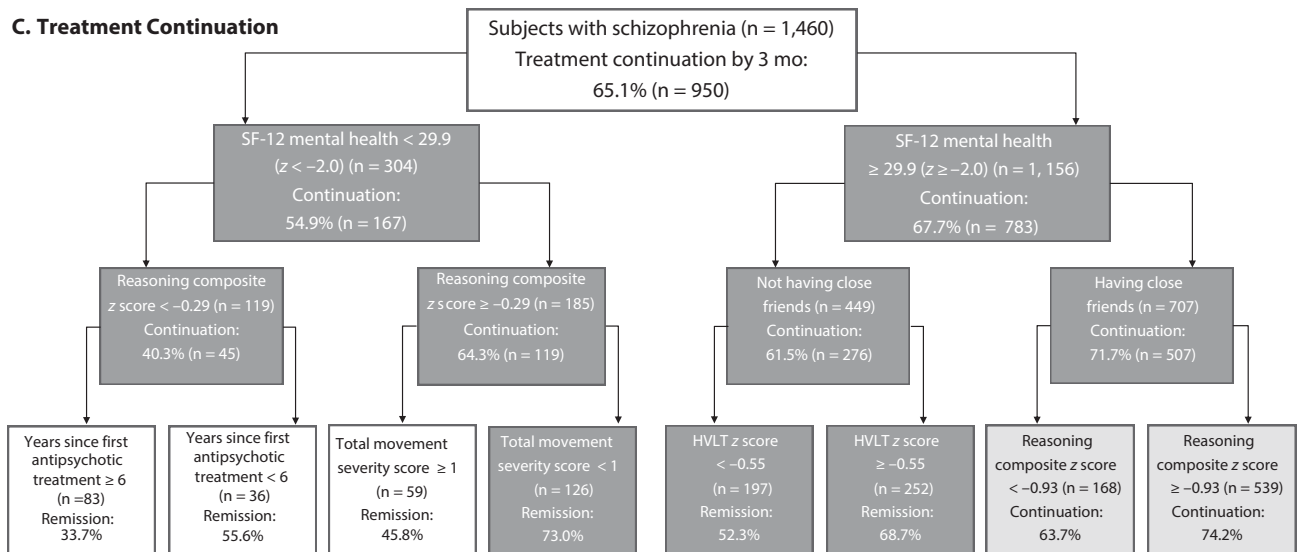 C. Treatment Continuation
Subjects with schizophrenia (n = 1,460)
Treatment continuation by 3 mo:
65.1% (n = 950)
SF-12 mental health < 29.9
(z < –2.0) (n = 304)
Continuation:
54.9% (n = 167)
SF-12 mental health
≥ 29.9 (z ≥ –2.0) (n = 1, 156)
Continuation:
67.7% (n = 783)
Reasoning composite
z score < –0.29 (n = 119)
Continuation:
40.3% (n = 45)
Reasoning composite
z score ≥ –0.29 (n = 185)
Continuation:
64.3% (n = 119)
Not having close
friends (n = 449)
Continuation:
61.5% (n = 276)
Having close
friends (n = 707)
Continuation:
71.7% (n = 507)
Years since first
antipsychotic
treatment ≥ 6
(n =83)
Remission:
33.7%
Years since first
antipsychotic
treatment < 6
(n = 36)
Remission:
55.6%
Total movement
severity score ≥ 1
(n = 59)
Remission:
45.8%
Total movement
severity score < 1
(n = 126)
Remission:
73.0%
HVLT z score
< –0.55
(n = 197)
Remission:
52.3%
HVLT z score
≥ –0.55
(n = 252)
Remission:
68.7%
Reasoning
composite z score
< –0.93 (n = 168)
Continuation:
63.7%
Reasoning
composite z score
≥ –0.93 (n = 539)
Continuation:
74.2%